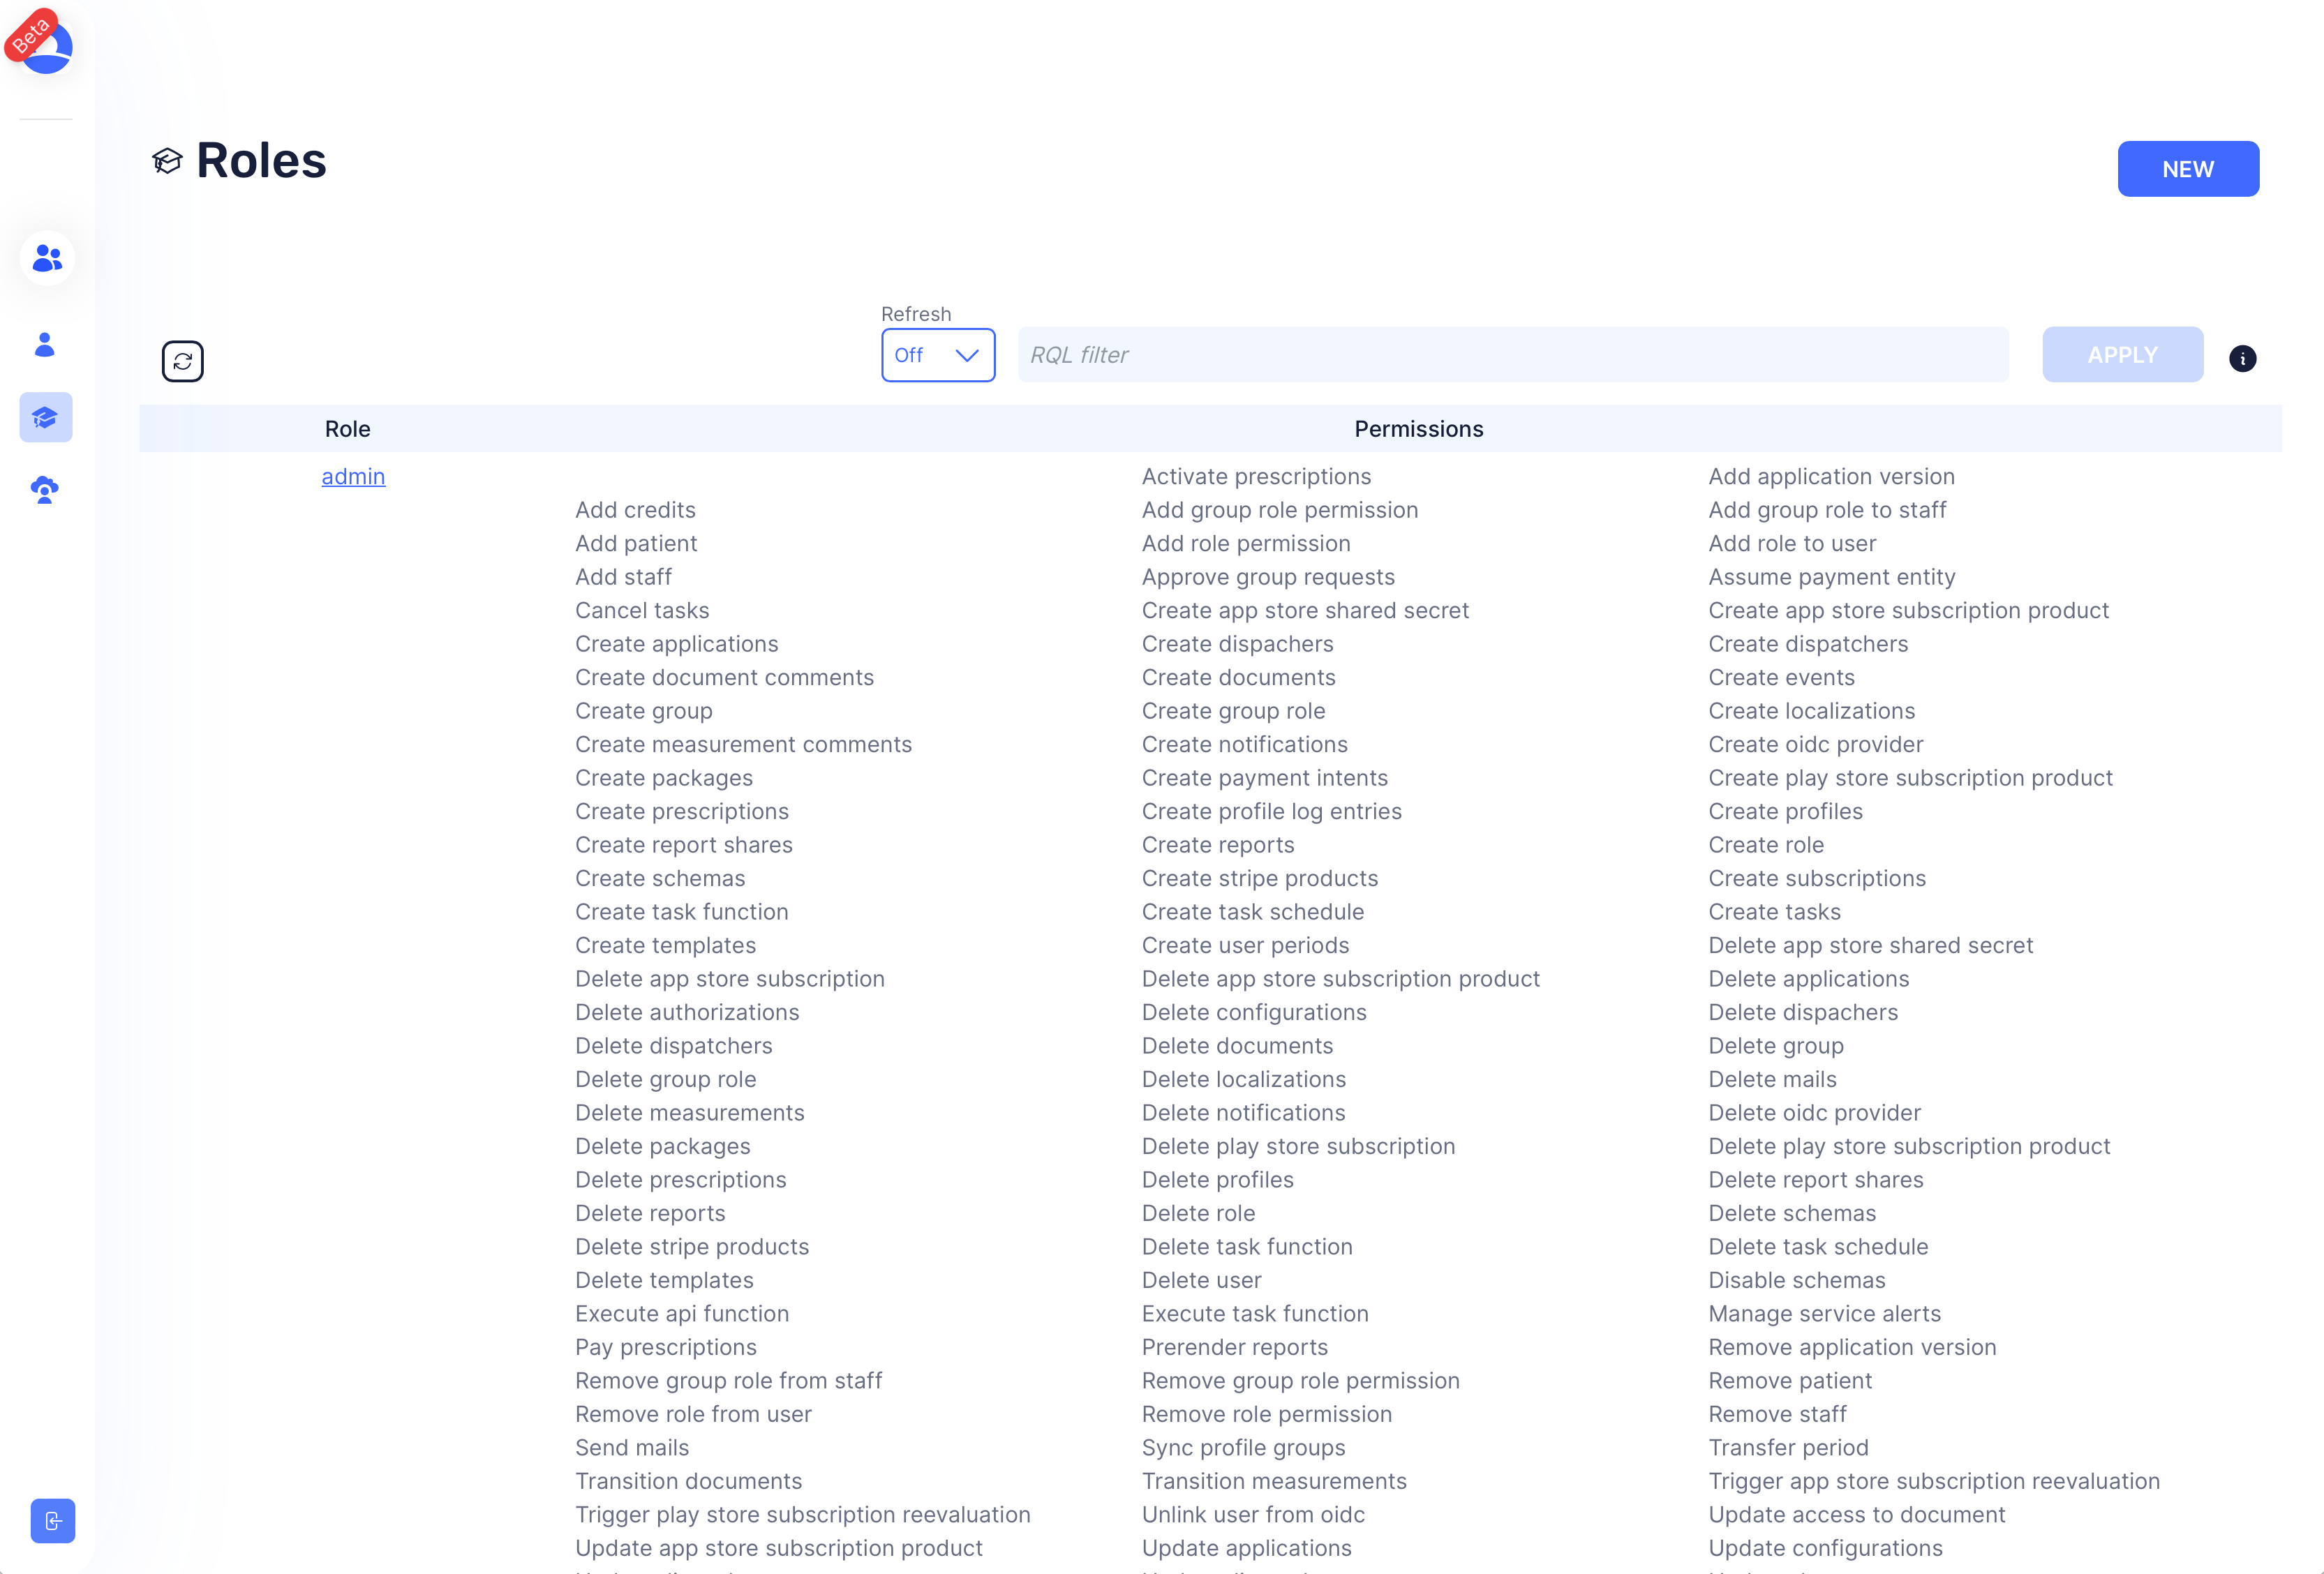 Beta
Roles
NEW
Refresh
Off
RQL filter
APPLY
Role Permissions
admin Activate prescriptions Add application version
Add credits Add group role permission Add group role to staff
Add patient Add role permission Add role to user
Add staff Approve group requests Assume payment entity
Cancel tasks Create app store shared secret Create app store subscription product
Create applications Create dispachers Create dispatchers
Create document comments Create documents Create events
Create group Create group role Create localizations
Create measurement comments Create notifications Create oidc provider
Create packages Create payment intents Create play store subscription product
Create prescriptions Create profile log entries Create profiles
Create report shares Create reports Create role
Create schemas Create stripe products Create subscriptions
Create task function Create task schedule Create tasks
Create templates Create user periods Delete app store shared secret
Delete app store subscription Delete app store subscription product Delete applications
Delete authorizations Delete configurations Delete dispachers
Delete dispatchers Delete documents Delete group
Delete group role Delete localizations Delete mails
Delete measurements Delete notifications Delete oidc provider
Delete packages Delete play store subscription Delete play store subscription product
Delete prescriptions Delete profiles Delete report shares
Delete reports Delete role Delete schemas
Delete stripe products Delete task function Delete task schedule
Delete templates Delete user Disable schemas
Execute api function Execute task function Manage service alerts
Pay prescriptions Prerender reports Remove application version
Remove group role from staff Remove group role permission Remove patient
Remove role from user Remove role permission Remove staff
Send mails Sync profile groups Transfer period
Transition documents Transition measurements Trigger app store subscription reevaluation
Trigger play store subscription reevaluation Unlink user from oidc Update access to document
Update app store subscription product Update applications Update configurations